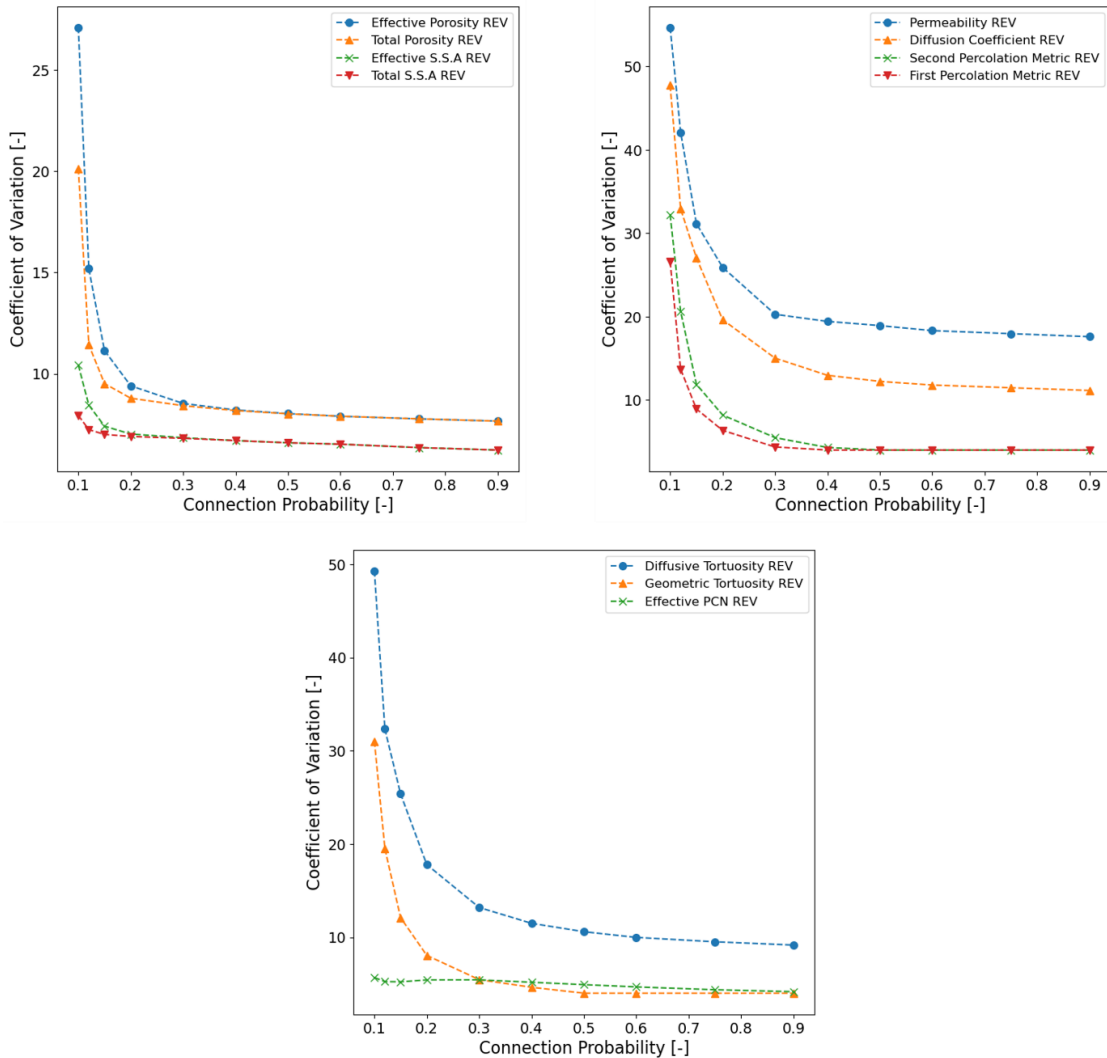 Effective Porosity REV
Total Porosity REV
Effective S.S.A REV
Total S.S.A REV
25
20
15
10
Coefficient of Variation [-]
0.1 0.2 0.3 0.4 0.5 0.6 0.7 0.8 0.9
Connection Probability [-]
Permeability REV
Diffusion Coefficient REV
Second Percolation Metric REV
First Percolation Metric REV
50
40
30
20
10
Coefficient of Variation [-]
0.1 0.2 0.3 0.4 0.5 0.6 0.7 0.8 0.9
Connection Probability [-]
Diffusive Tortuosity REV
Geometric Tortuosity REV
Effective PCN REV
50
40
30
20
10
Coefficient of Variation [-]
0.1 0.2 0.3 0.4 0.5 0.6 0.7 0.8 0.9
Connection Probability [-]